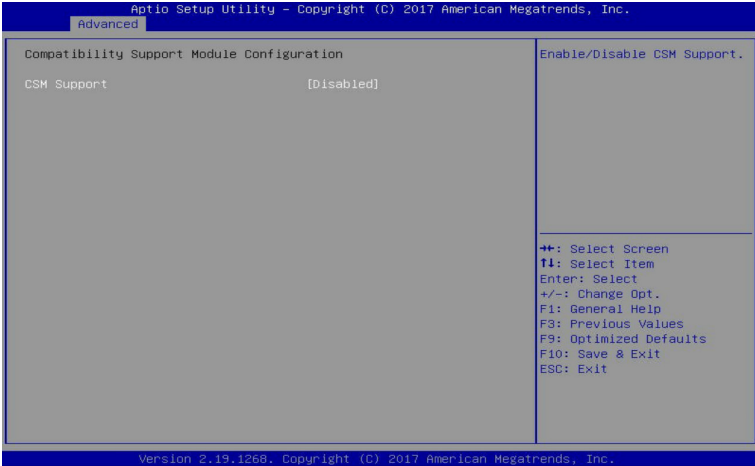 Aptio Setup Utility – Copyright (C) 2017 American Megatrends, Inc.
Advanced
Compatibility Support Module Configuration
CSM Support [Disabled]
Enable/Disable CSM Support.
→←: Select Screen
↑↓: Select Item
Enter: Select
+/-: Change Opt.
F1: General Help
F3: Previous Values
F9: Optimized Defaults
F10: Save & Exit
ESC: Exit
Version 2.19.1268. Copyright (C) 2017 American Megatrends, Inc.